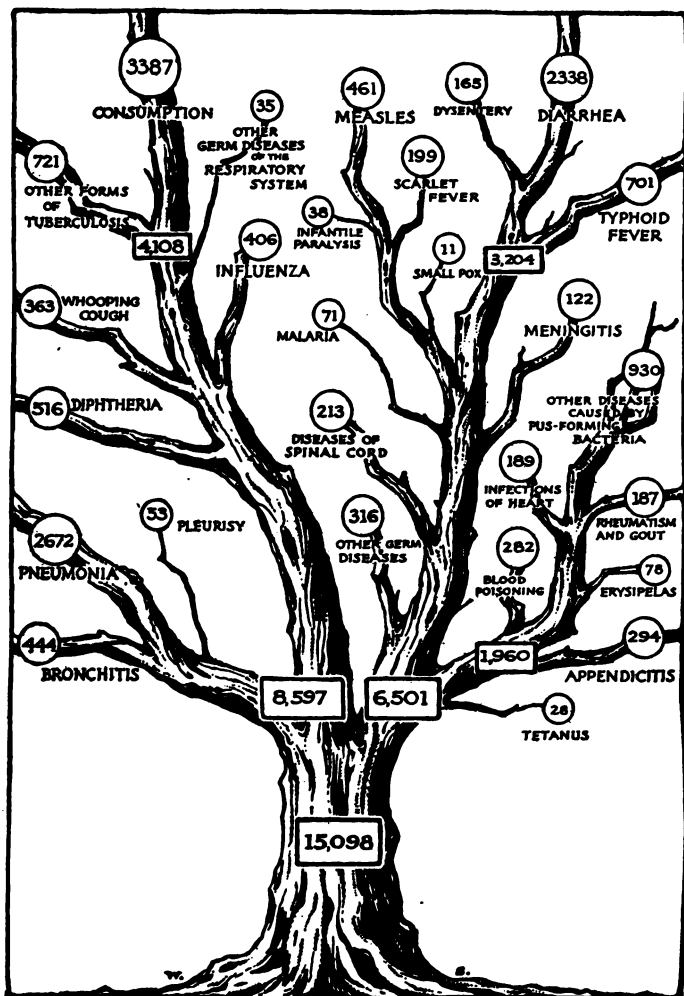 3387
CONSUMPTION
35
OTHER
GERM DISEASES
OF THE
RESPIRATORY
SYSTEM
461
MEASLES
165
DYSENTERY
2338
DIARRHEA
721
OTHER FORMS
OF
TUBERCULOSIS
4,108
406
INFLUENZA
38
INFANTILE
PARALYSIS
199
SCARLET
FEVER
11
SMALL POX
3,204
701
TYPHOID
FEVER
363
WHOOPING
COUGH
71
MALARIA
122
MENINGITIS
516
DIPHTHERIA
213
DISEASES OF
SPINAL CORD
930
OTHER DISEASES
CAUSED BY
PUS-FORMING
BACTERIA
189
INFECTIONS
OF HEART
187
RHEUMATISM
AND GOUT
2672
PNEUMONIA
53
PLEURISY
316
OTHER GERM
DISEASES
282
BLOOD
POISONING
78
ERYSIPELAS
444
BRONCHITIS
1,960
294
APPENDICITIS
8,597
6,501
28
TETANUS
15,098
W. S.